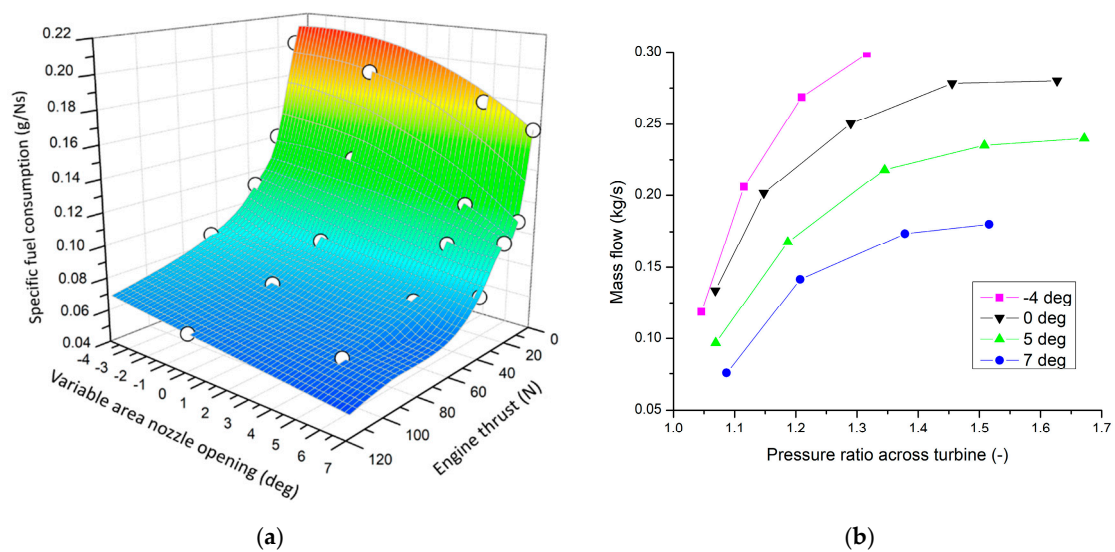 0.22
0.20
0.18
0.16
0.14
0.12
0.10
0.08
0.06
0.04
Specific fuel consumption (g/Ns)
-4
-3
-2
-1
0
1
2
3
4
5
6
7
Variable area nozzle opening (deg)
0
20
40
60
80
100
120
Engine thrust (N)
(a)
0.30
0.25
0.20
0.15
0.10
0.05
Mass flow (kg/s)
-4 deg
0 deg
5 deg
7 deg
1.0 1.1 1.2 1.3 1.4 1.5 1.6 1.7
Pressure ratio across turbine (-)
(b)